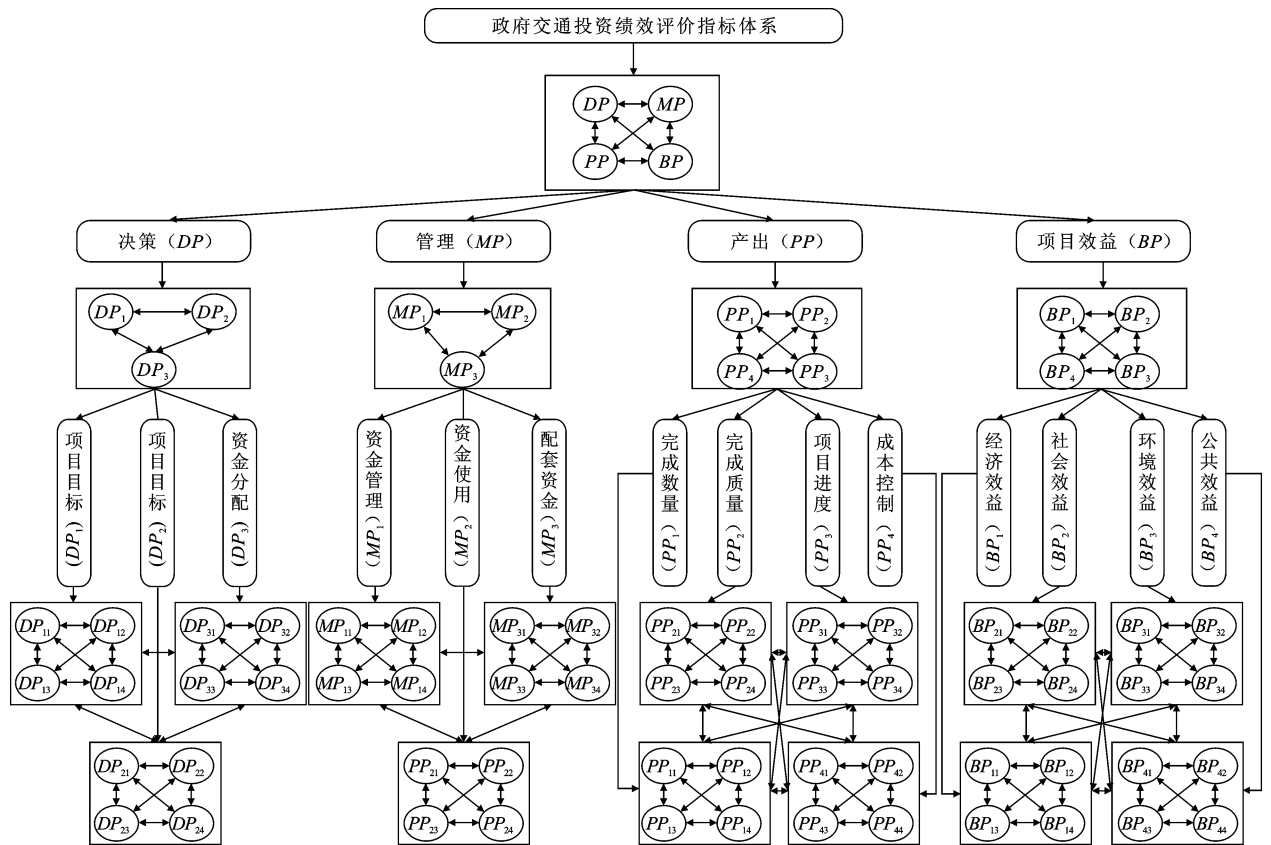 政府交通投资绩效评价指标体系
DP MP
PP BP
决策（DP） 管理（MP） 产出（PP） 项目效益（BP）
DP₁ DP₂ MP₁ MP₂ PP₁ PP₂ BP₁ BP₂
DP₃ MP₃ PP₄ PP₃ BP₄ BP₃
项目目标(DP₁)
项目目标(DP₂)
资金分配(DP₃)
资金管理（MP₁）
资金使用（MP₂）
配套资金（MP₃）
完成数量（PP₁）
完成质量（PP₂）
项目进度（PP₃）
成本控制（PP₄）
经济效益（BP₁）
社会效益（BP₂）
环境效益（BP₃）
公共效益（BP₄）
DP₁₁ DP₁₂ DP₃₁ DP₃₂ MP₁₁ MP₁₂ MP₃₁ MP₃₂ PP₂₁ PP₂₂ PP₃₁ PP₃₂ BP₂₁ BP₂₂ BP₃₁ BP₃₂
DP₁₃ DP₁₄ DP₃₃ DP₃₄ MP₁₃ MP₁₄ MP₃₃ MP₃₄ PP₂₃ PP₂₄ PP₃₃ PP₃₄ BP₂₃ BP₂₄ BP₃₃ BP₃₄
DP₂₁ DP₂₂ PP₂₁ PP₂₂ PP₁₁ PP₁₂ PP₄₁ PP₄₂ BP₁₁ BP₁₂ BP₄₁ BP₄₂
DP₂₃ DP₂₄ PP₂₃ PP₂₄ PP₁₃ PP₁₄ PP₄₃ PP₄₄ BP₁₃ BP₁₄ BP₄₃ BP₄₄